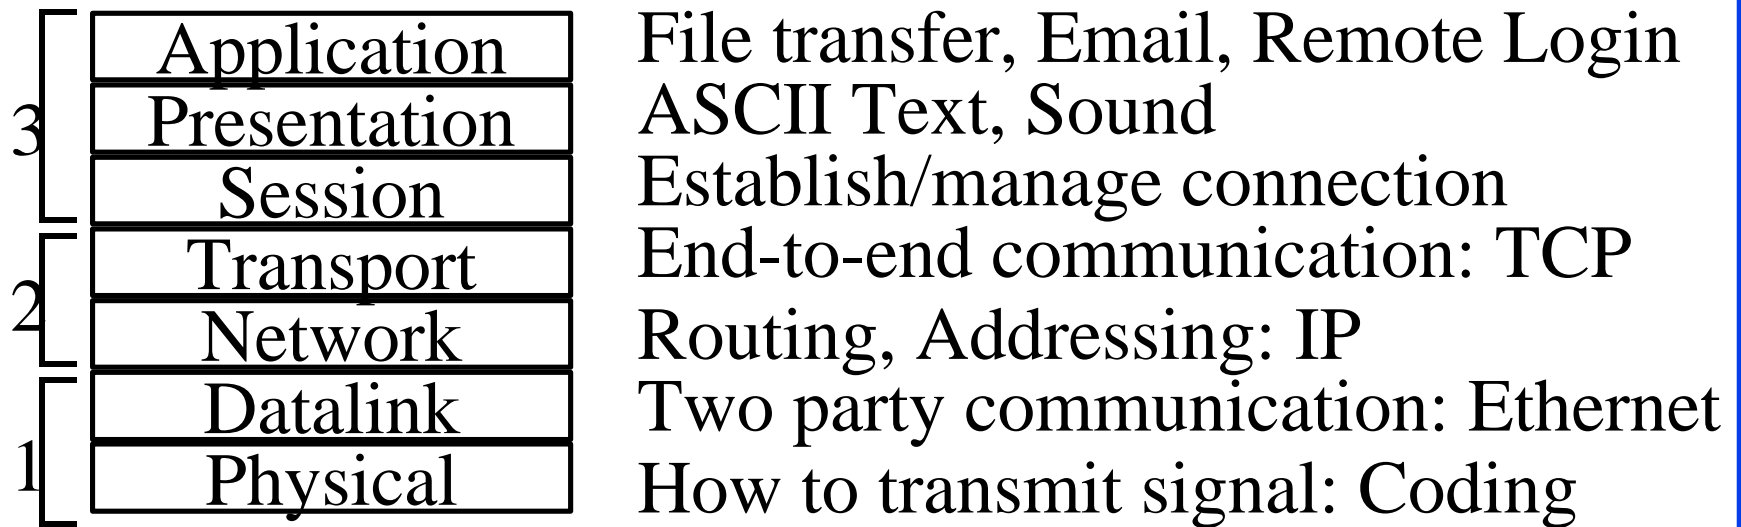 Application File transfer, Email, Remote Login
3 Presentation ASCII Text, Sound
Session Establish/manage connection
Transport End-to-end communication: TCP
2 Network Routing, Addressing: IP
Datalink Two party communication: Ethernet
1 Physical How to transmit signal: Coding